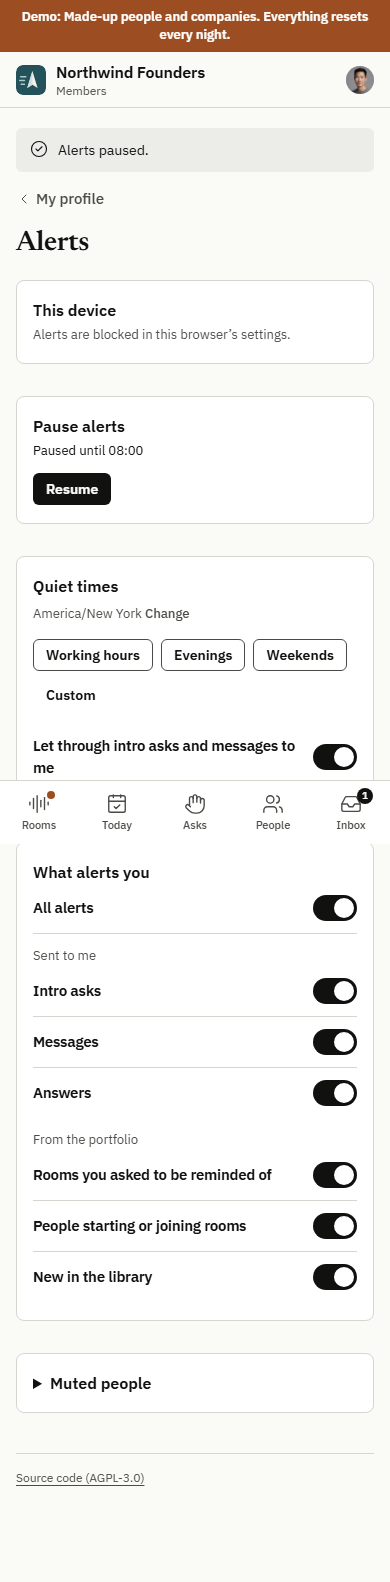 Demo: Made-up people and companies. Everything resets
every night.
Northwind Founders
Members
Alerts paused.
My profile
Alerts
This device
Alerts are blocked in this browser’s settings.
Pause alerts
Paused until 08:00
Resume
Quiet times
America/New York Change
Working hours Evenings Weekends
Custom
Let through intro asks and messages to
me
1
Rooms Today Asks People Inbox
What alerts you
All alerts
Sent to me
Intro asks
Messages
Answers
From the portfolio
Rooms you asked to be reminded of
People starting or joining rooms
New in the library
Muted people
Source code (AGPL-3.0)